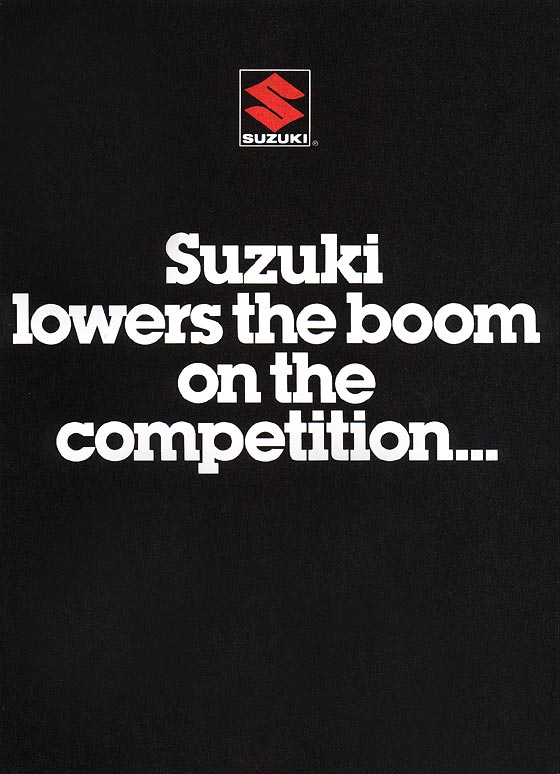 SUZUKI
®
Suzuki
lowers the boom
on the
competition...